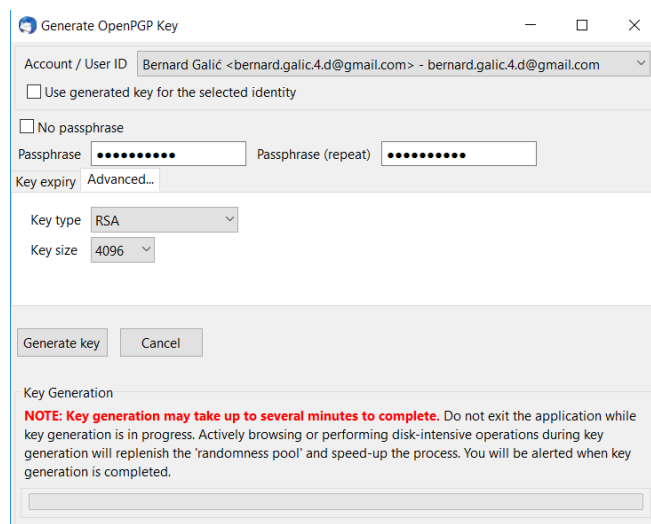 Generate OpenPGP Key
Account / User ID Bernard Galić <bernard.galic.4.d@gmail.com> - bernard.galic.4.d@gmail.com
Use generated key for the selected identity
No passphrase
Passphrase ●●●●●●●●●● Passphrase (repeat) ●●●●●●●●●●
Key expiry Advanced...
Key type RSA
Key size 4096
Generate key Cancel
Key Generation
NOTE: Key generation may take up to several minutes to complete. Do not exit the application while
key generation is in progress. Actively browsing or performing disk-intensive operations during key
generation will replenish the 'randomness pool' and speed-up the process. You will be alerted when key
generation is completed.